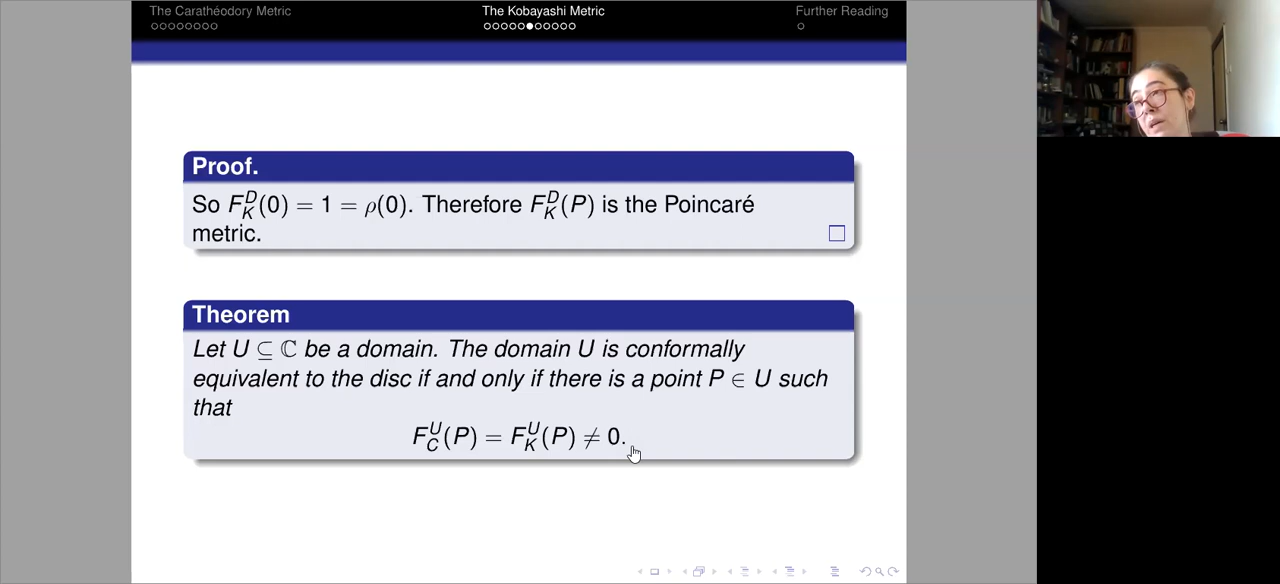 The Carathéodory Metric
The Kobayashi Metric
Further Reading
Proof.
So F_K^D(0) = 1 = ρ(0). Therefore F_K^D(P) is the Poincaré
metric.
Theorem
Let U ⊆ ℂ be a domain. The domain U is conformally
equivalent to the disc if and only if there is a point P ∈ U such
that
F_C^U(P) = F_K^U(P) ≠ 0.